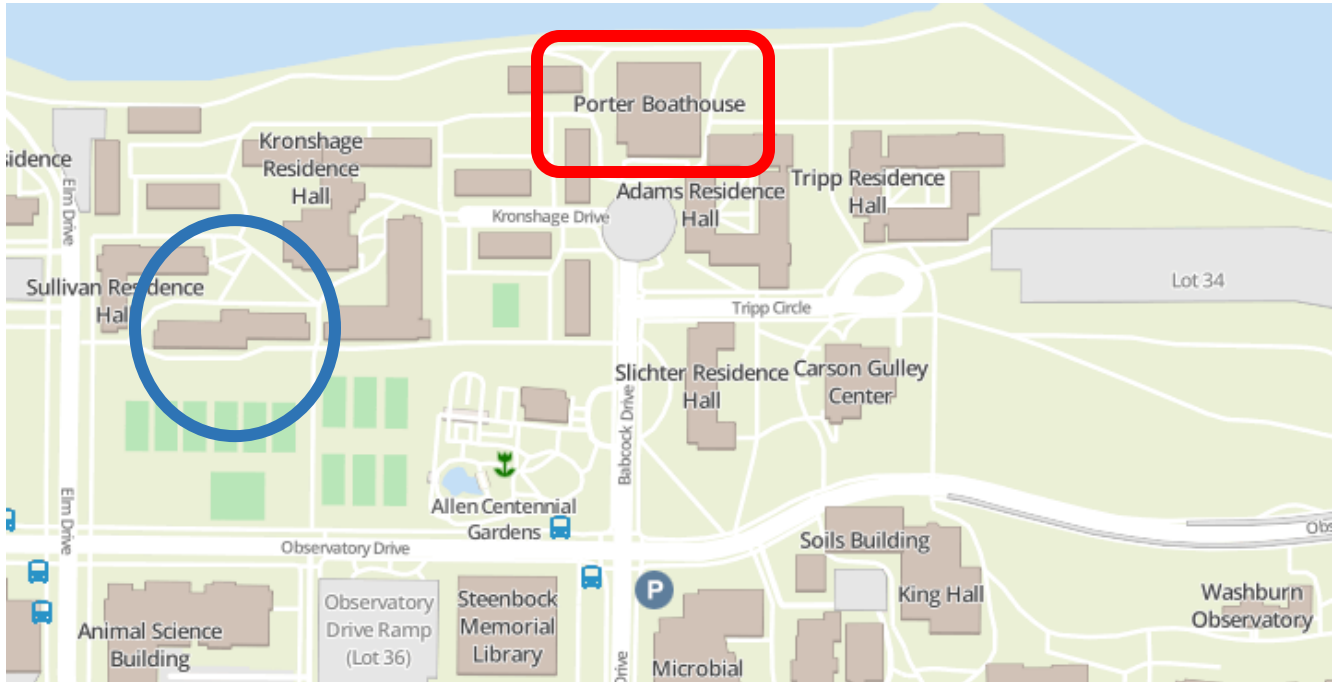 Porter Boathouse
Kronshage
Residence
Hall
sidence
Elm Drive
Adams Residence
Hall
Tripp Residence
Hall
Kronshage Drive
Sullivan Residence
Hall
Lot 34
Tripp Circle
Slichter Residence
Hall
Carson Gulley
Center
Babcock Drive
Elm Drive
Allen Centennial
Gardens
Observatory Drive
Soils Building
Obs
P
King Hall
Washburn
Observatory
Observatory
Drive Ramp
(Lot 36)
Steenbock
Memorial
Library
Animal Science
Building
Drive
Microbial